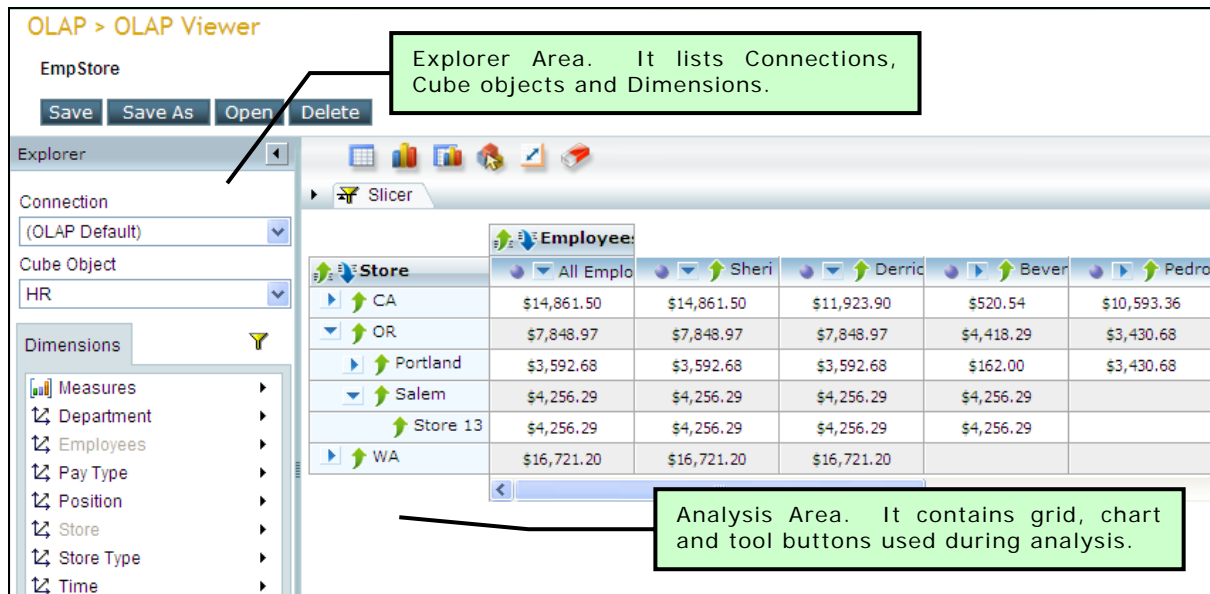 OLAP > OLAP Viewer
EmpStore
Explorer Area. It lists Connections,
Cube objects and Dimensions.
Save Save As Open Delete
Explorer
Slicer
Connection
(OLAP Default)
Cube Object
HR
Dimensions
Measures
Department
Employees
Pay Type
Position
Store
Store Type
Time
Employees
Store All Emplo Sheri Derric Bever Pedro
CA $14,861.50 $14,861.50 $11,923.90 $520.54 $10,593.36
OR $7,848.97 $7,848.97 $7,848.97 $4,418.29 $3,430.68
Portland $3,592.68 $3,592.68 $3,592.68 $162.00 $3,430.68
Salem $4,256.29 $4,256.29 $4,256.29 $4,256.29
Store 13 $4,256.29 $4,256.29 $4,256.29 $4,256.29
WA $16,721.20 $16,721.20 $16,721.20
Analysis Area. It contains grid, chart
and tool buttons used during analysis.